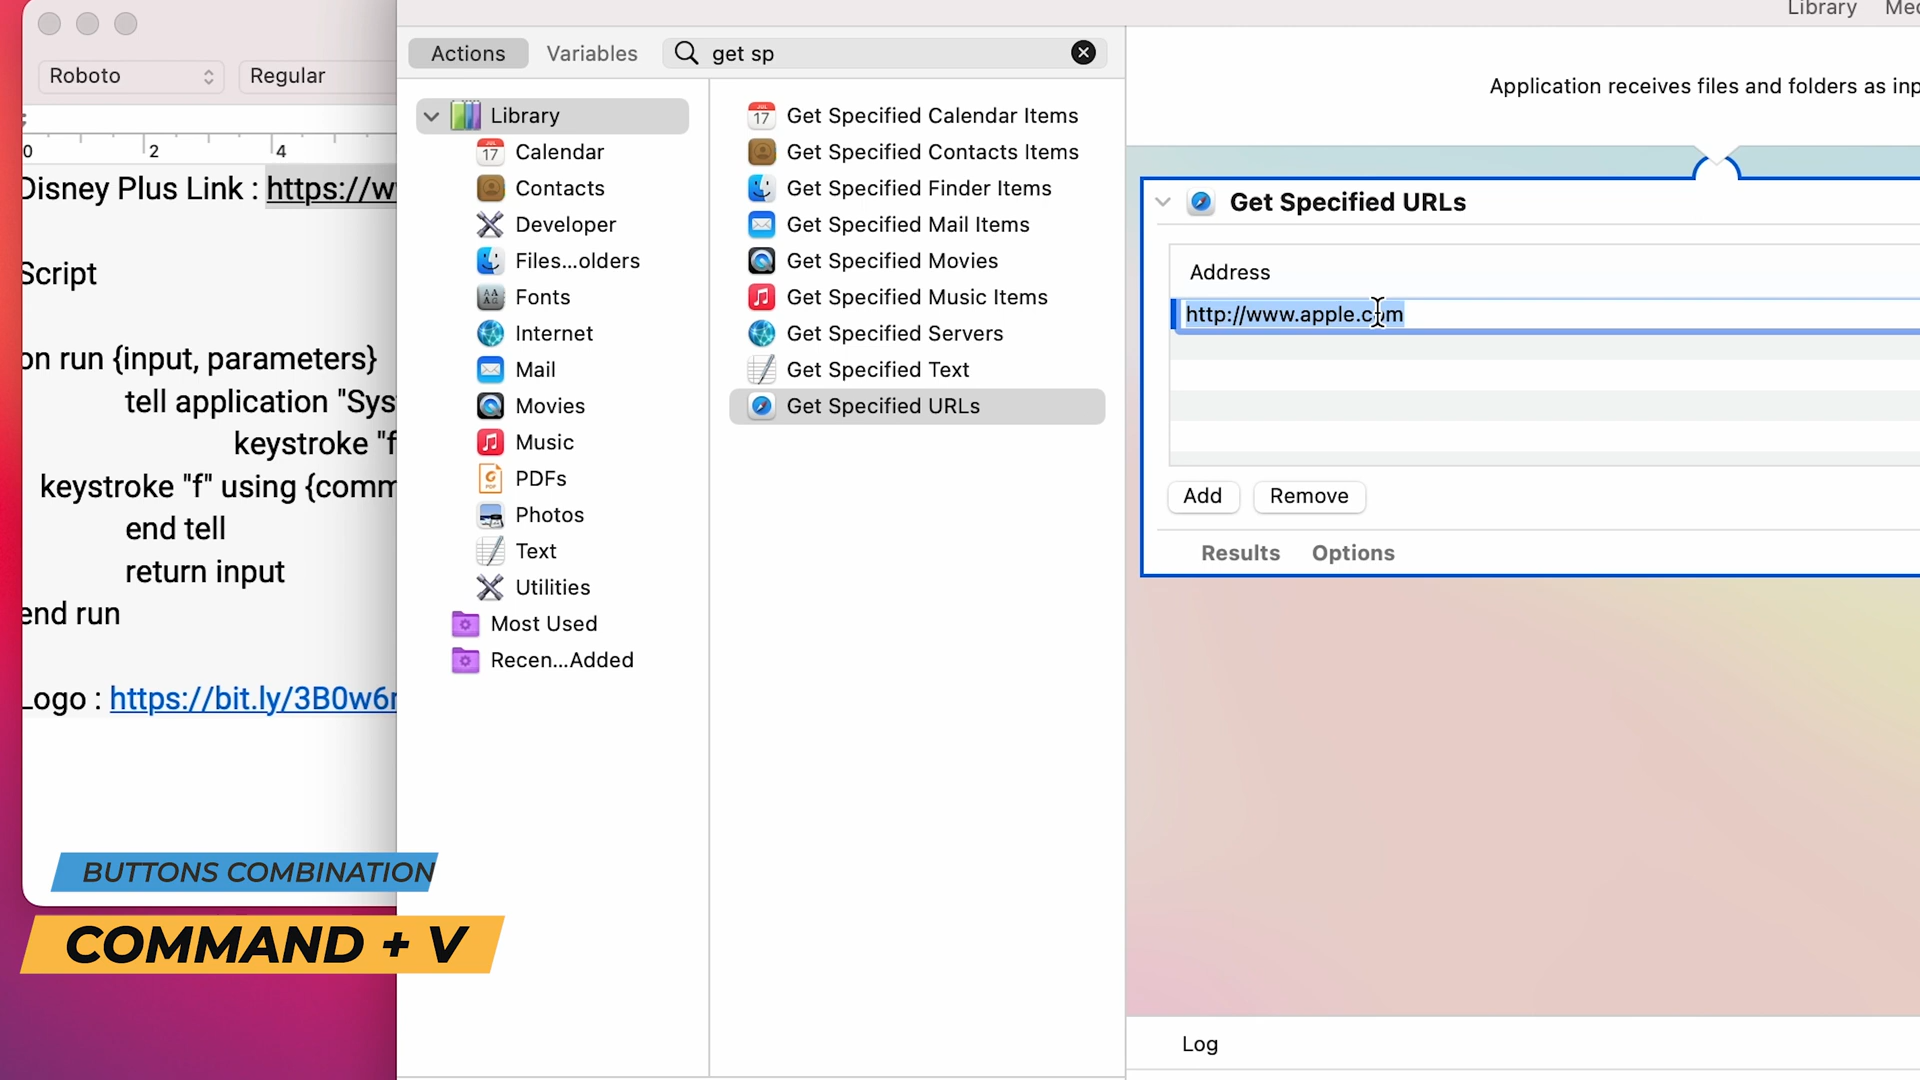 Roboto
Regular
0
2
4
Disney Plus Link : https://w
Script
on run {input, parameters}
tell application "Sys
keystroke "f
keystroke "f" using {comm
end tell
return input
end run
Logo : https://bit.ly/3B0w6r
BUTTONS COMBINATION
COMMAND + V
Actions
Variables
get sp
Library
17
Calendar
Contacts
Developer
Files...olders
Fonts
Internet
Mail
Movies
Music
PDFs
Photos
Text
Utilities
Most Used
Recen...Added
17
Get Specified Calendar Items
Get Specified Contacts Items
Get Specified Finder Items
Get Specified Mail Items
Get Specified Movies
Get Specified Music Items
Get Specified Servers
Get Specified Text
Get Specified URLs
Library
Application receives files and folders as inp
Get Specified URLs
Address
http://www.apple.com
Add
Remove
Results
Options
Log